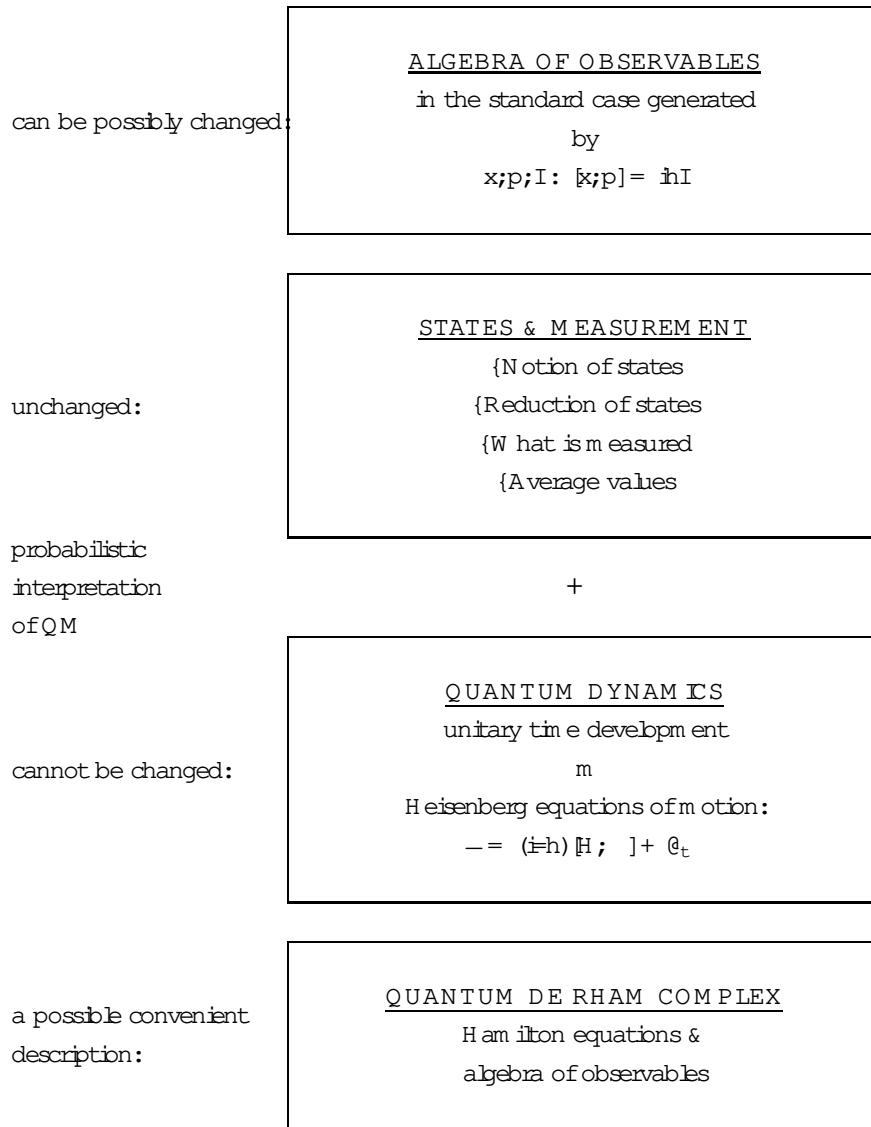 can be possibly changed:
ALGEBRA OF OBSERVABLES
in the standard case generated
by
x;p;I: [x;p]= ihI
unchanged:
STATES & MEASUREMENT
{Notion of states
{Reduction of states
{What is measured
{Average values
probabilistic
interpretation
of QM
+
cannot be changed:
QUANTUM DYNAMICS
unitary time development
m
Heisenberg equations of motion:
_= (i=h)[H; ]+ @t
a possible convenient
description:
QUANTUM DE RHAM COMPLEX
Hamilton equations &
algebra of observables